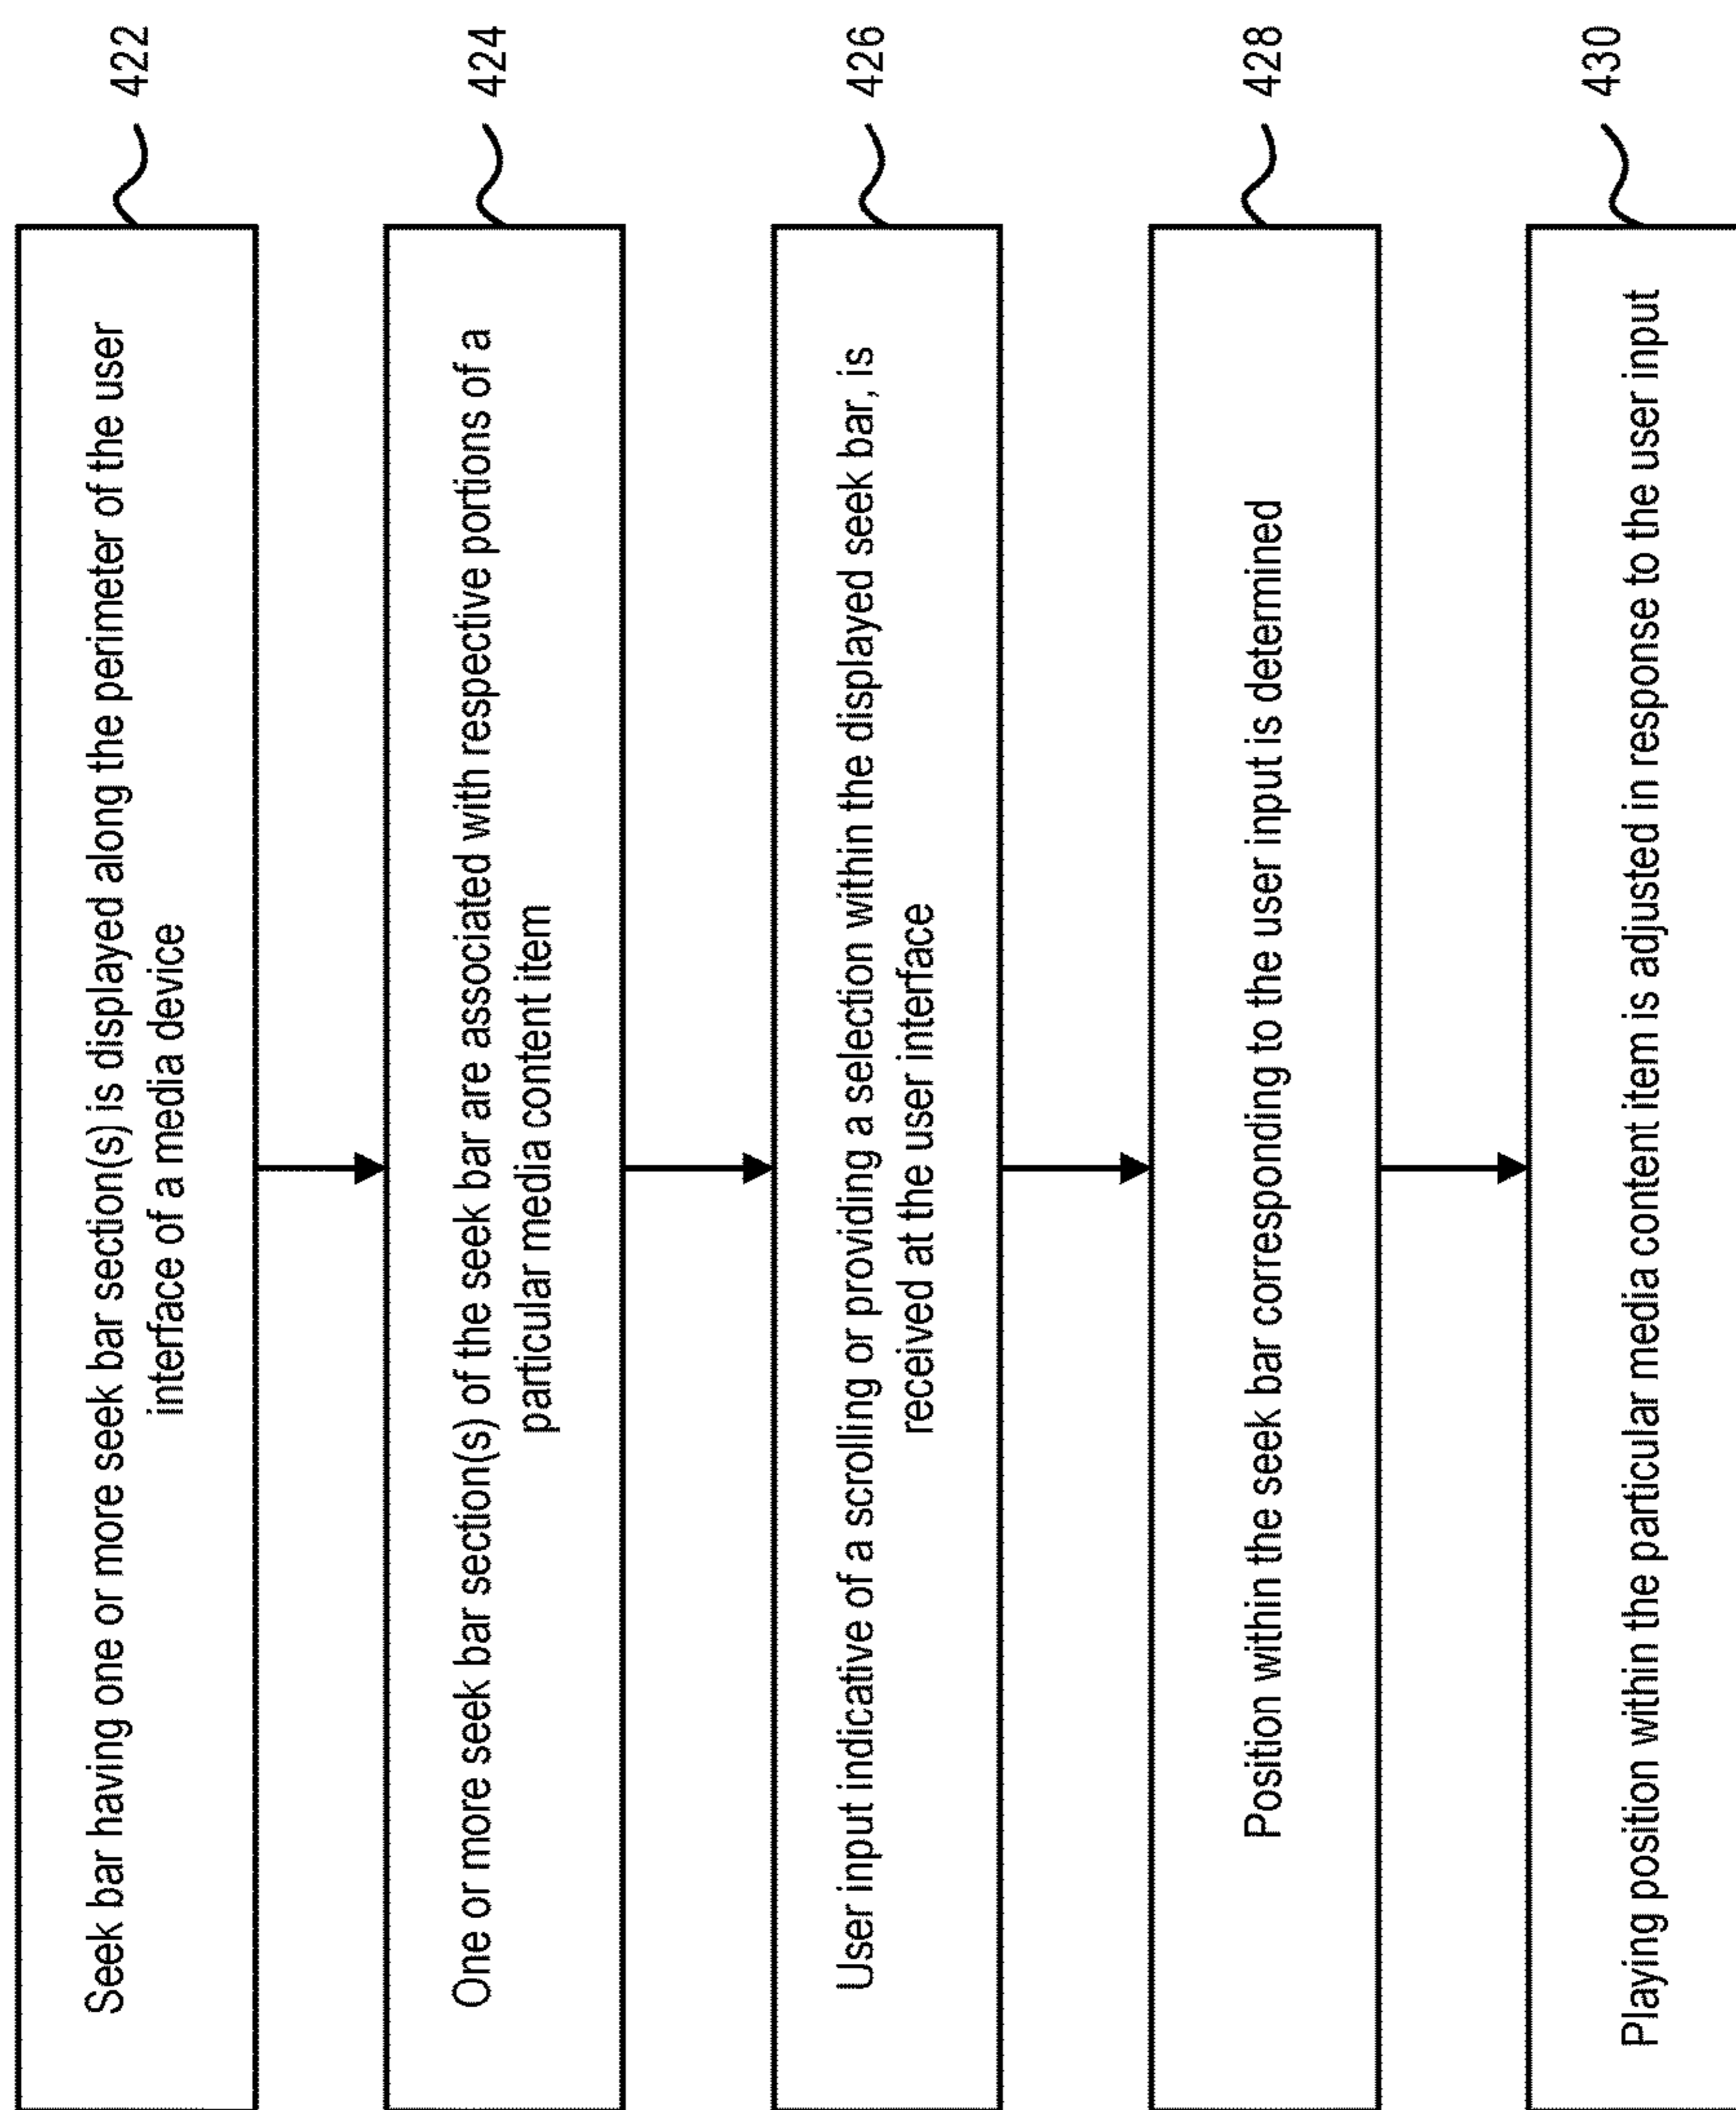 Seek bar having one or more seek bar section(s) is displayed along the perimeter of the user
interface of a media device
422
One or more seek bar section(s) of the seek bar are associated with respective portions of a
particular media content item
424
User input indicative of a scrolling or providing a selection within the displayed seek bar, is
received at the user interface
426
Position within the seek bar corresponding to the user input is determined
428
Playing position within the particular media content item is adjusted in response to the user input
430